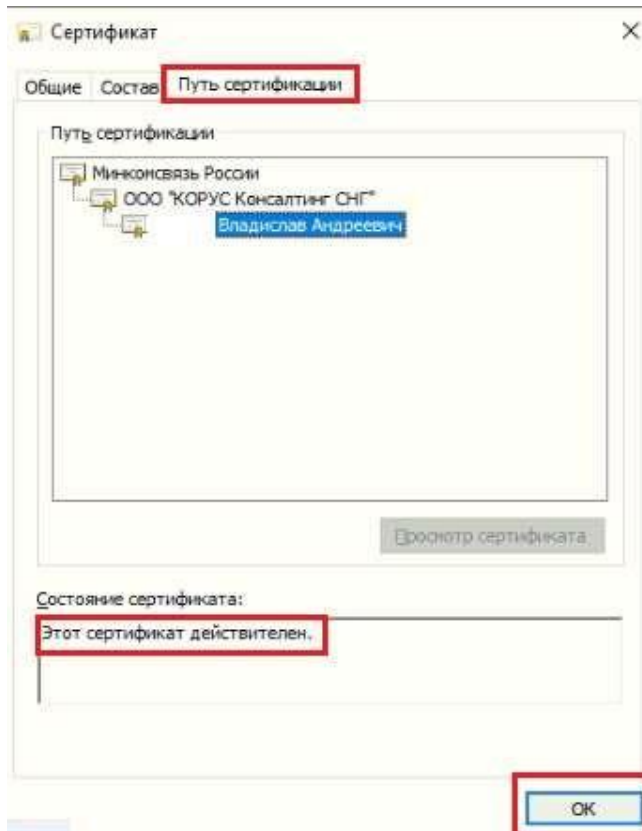 Сертификат
Общие Состав Путь сертификации
Путь сертификации
Минкомсвязь России
ООО "КОРУС Консалтинг СНГ"
Владислав Андреевич
Просмотр сертификата
Состояние сертификата:
Этот сертификат действителен.
ОК